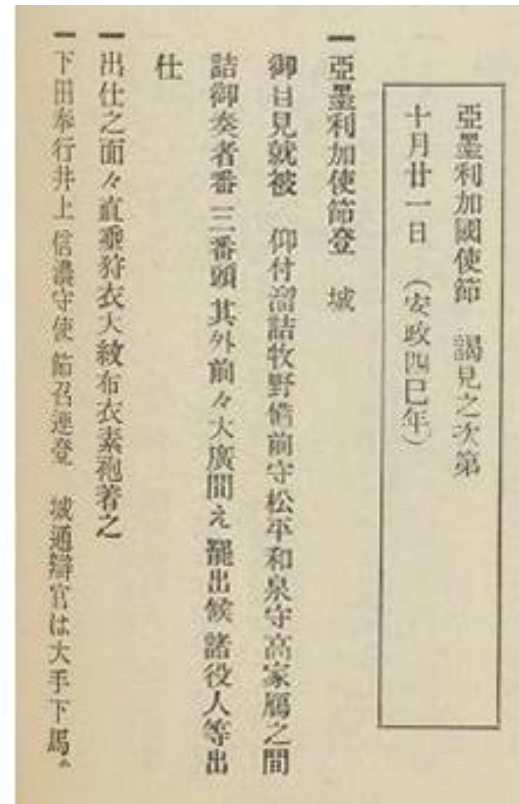 亞墨利加國使節　謁見之次第
十月廿一日　（安政四巳年）
一亞墨利加使節登　城
御目見就被　仰付溜詰牧野備前守松平和泉守高家鴈之間
詰御奏者番三番頭其外前々大廣間え罷出候諸役人等出
仕
一出仕之面々直垂狩衣大紋布衣素袍着之
一下田奉行井上信濃守使節召連登　城通辯官は大手下馬ゟ